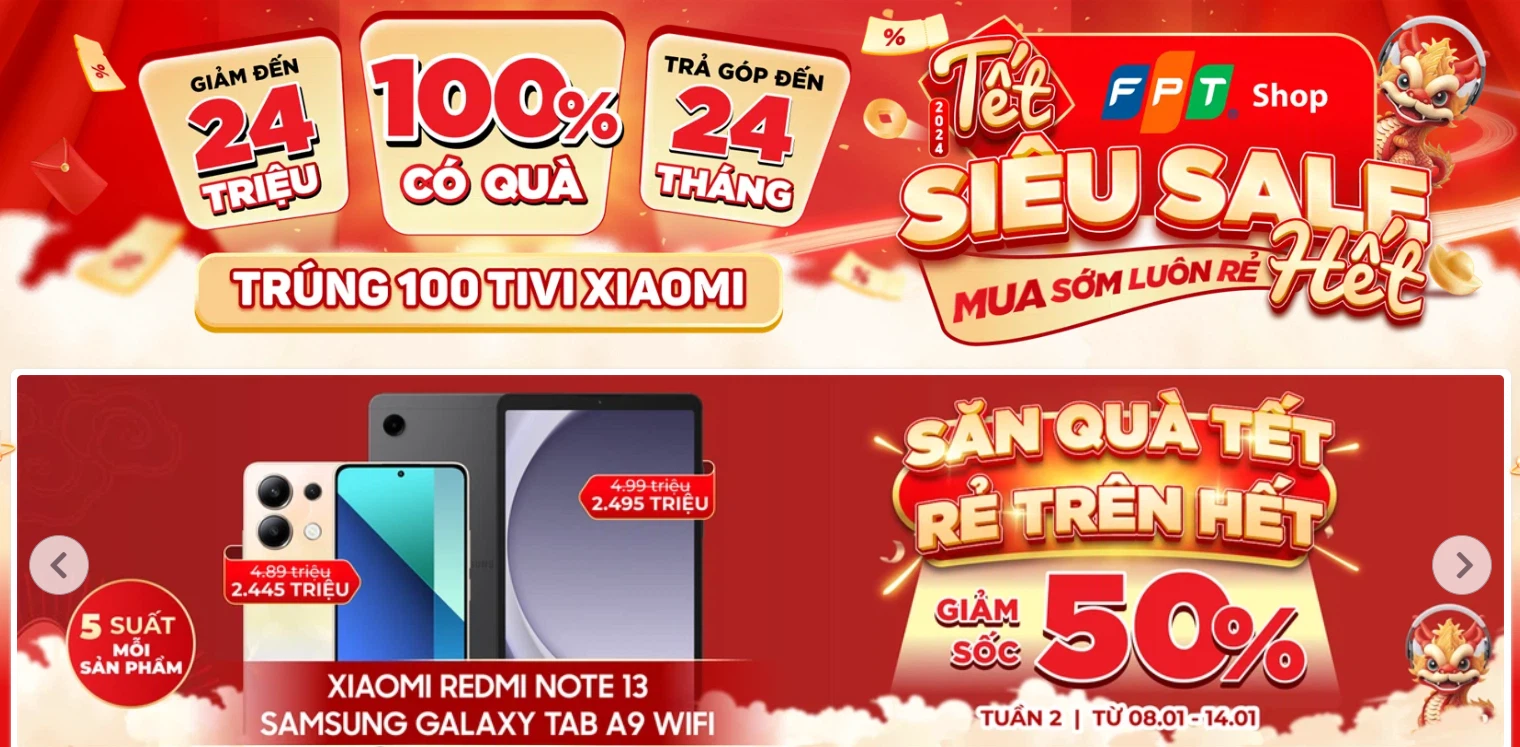 GIẢM ĐẾN
24
TRIỆU
100%
CÓ QUÀ
TRẢ GÓP ĐẾN
24
THÁNG
TRÚNG 100 TIVI XIAOMI
%
%
%
Tết
2024
FPT Shop
SIÊU SALE
Hết
MUA SỚM LUÔN RẺ
4.99 triệu
2.495 TRIỆU
4.89 triệu
2.445 TRIỆU
5 SUẤT
MỖI
SẢN PHẨM
XIAOMI REDMI NOTE 13
SAMSUNG GALAXY TAB A9 WIFI
SĂN QUÀ TẾT
RẺ TRÊN HẾT
GIẢM
SỐC
50%
TUẦN 2 | TỪ 08.01 - 14.01